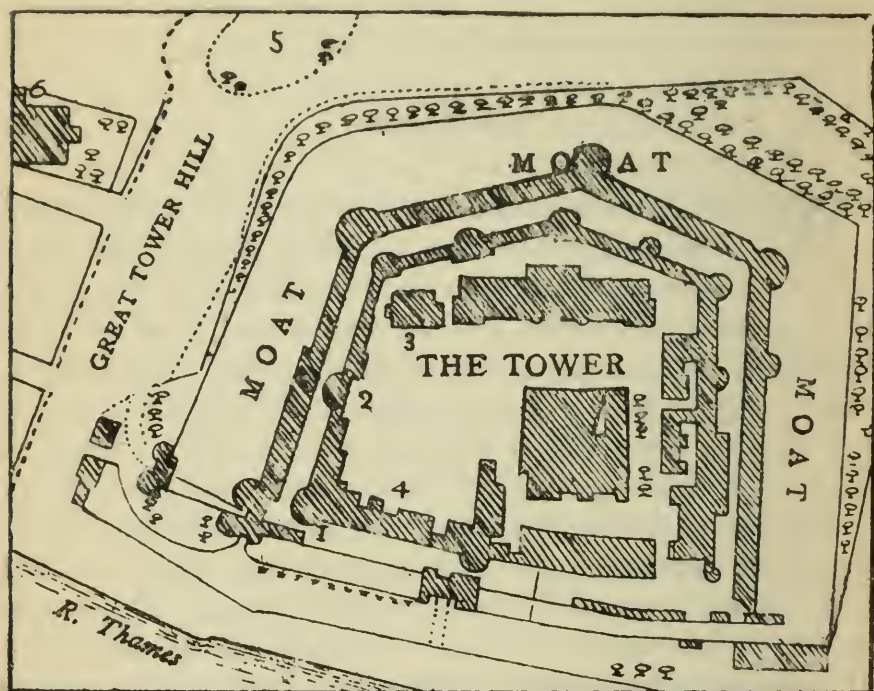 5
6
MOAT
GREAT TOWER HILL
MOAT
3
THE TOWER
2
MOAT
4
1
R. Thames